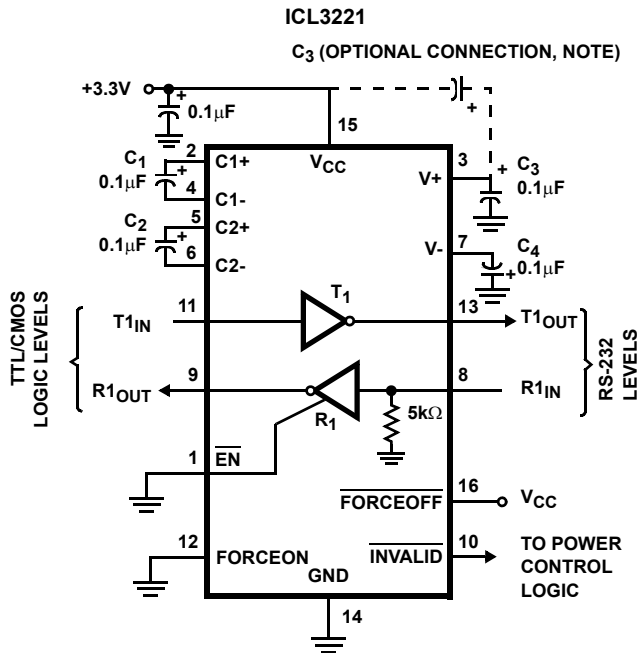 ICL3221
C3 (OPTIONAL CONNECTION, NOTE)
+3.3V
+
0.1μF
+
15
2
C1+
VCC
3
+
C3
0.1μF
C1
0.1μF
+
4
C1-
V+
C2
0.1μF
+
5
C2+
6
C2-
V-
7
C4
0.1μF
+
TTL/CMOS
LOGIC LEVELS
T1IN
11
T1
13
T1OUT
RS-232
LEVELS
R1OUT
9
R1
5kΩ
8
R1IN
1
EN
16
FORCEOFF
VCC
12
FORCEON
INVALID
10
TO POWER
CONTROL
LOGIC
GND
14